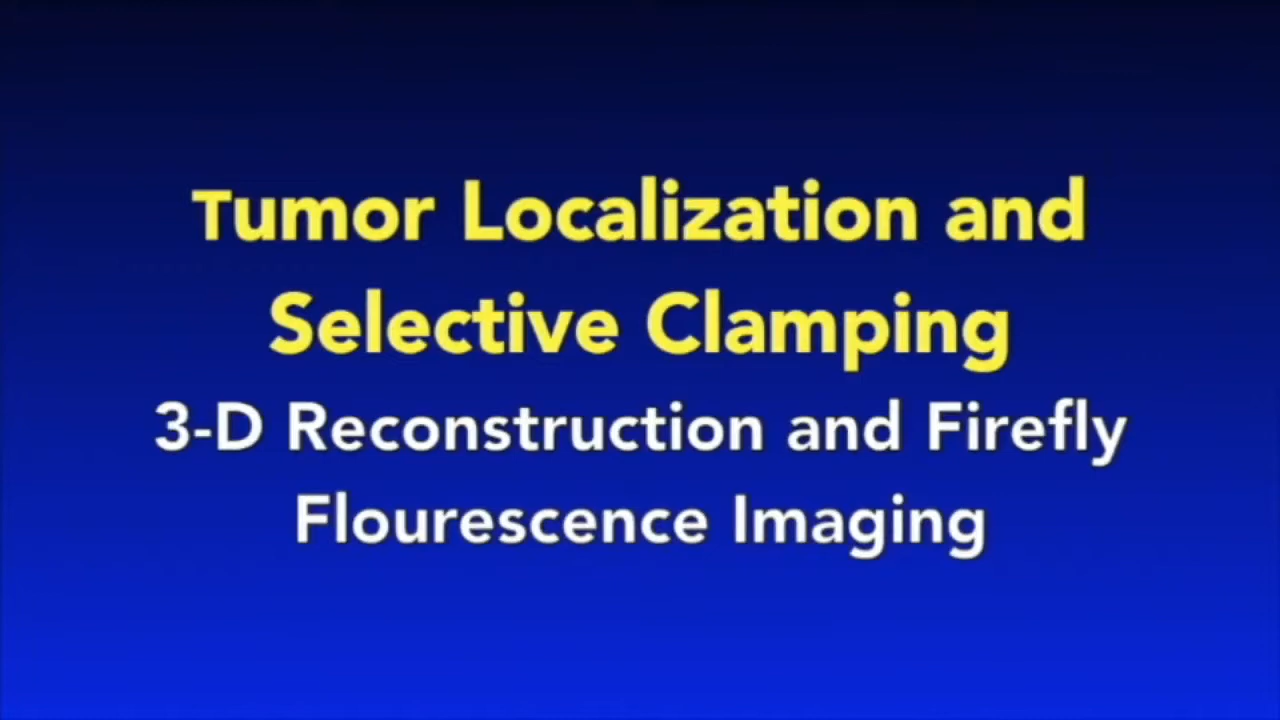 Tumor Localization and
Selective Clamping
3-D Reconstruction and Firefly
Flourescence Imaging